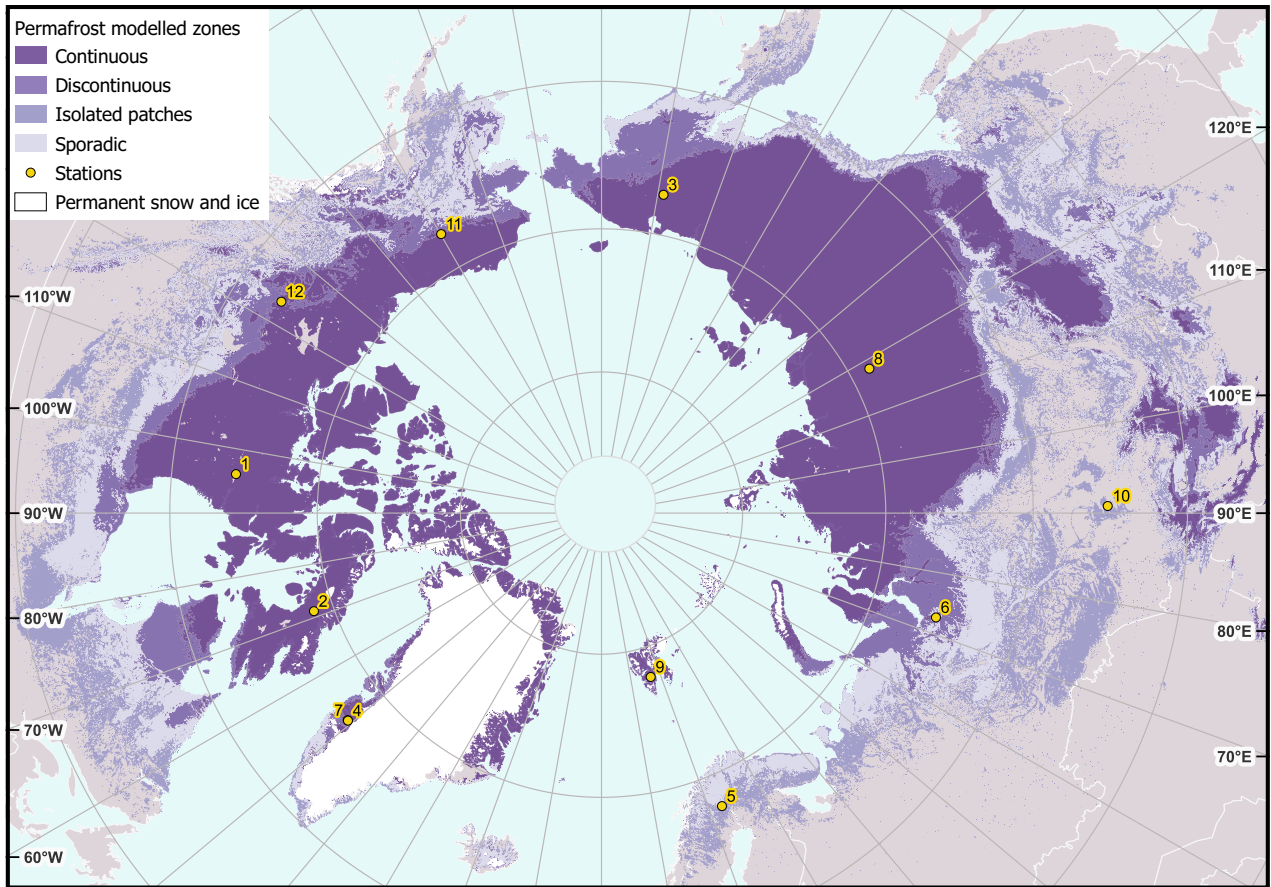 Permafrost modelled zones
Continuous
Discontinuous
Isolated patches
Sporadic
Stations
Permanent snow and ice
120°E
3
11
110°E
12
110°W
8
100°E
100°W
1
10
90°W
90°E
2
6
80°W
80°E
9
7 4
70°W
70°E
5
60°W